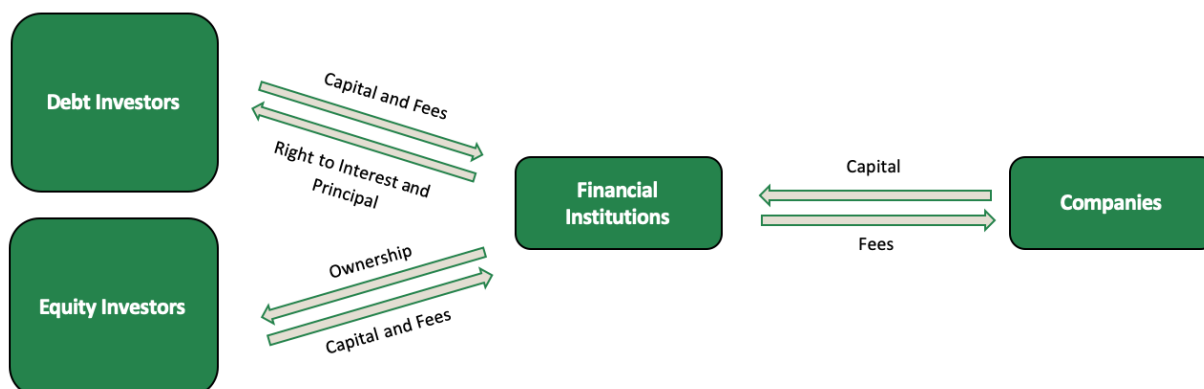 Debt Investors
Capital and Fees
Right to Interest and
Principal
Financial
Institutions
Capital
Fees
Companies
Ownership
Equity Investors
Capital and Fees